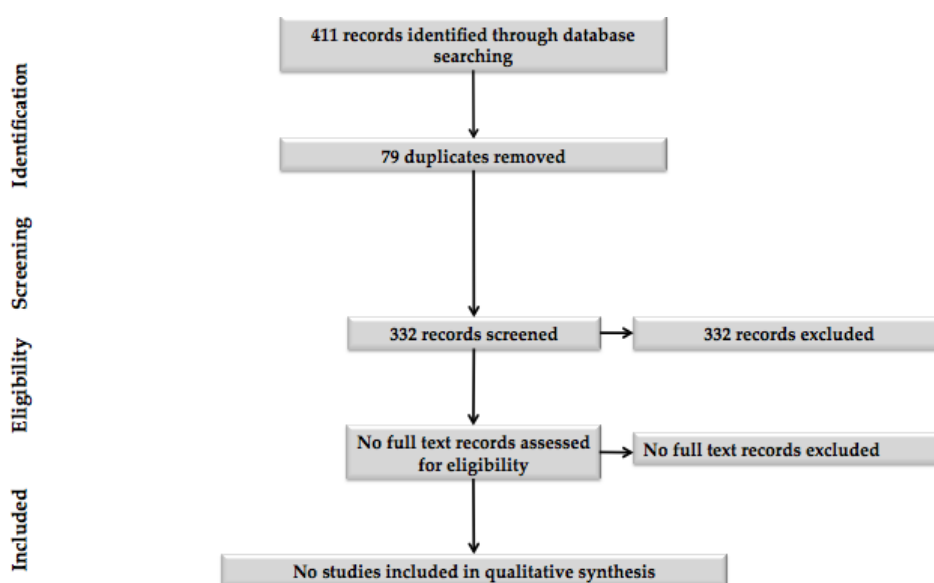 411 records identified through database
searching
Identification
79 duplicates removed
Screening
332 records screened
332 records excluded
Eligibility
No full text records assessed
for eligibility
No full text records excluded
Included
No studies included in qualitative synthesis